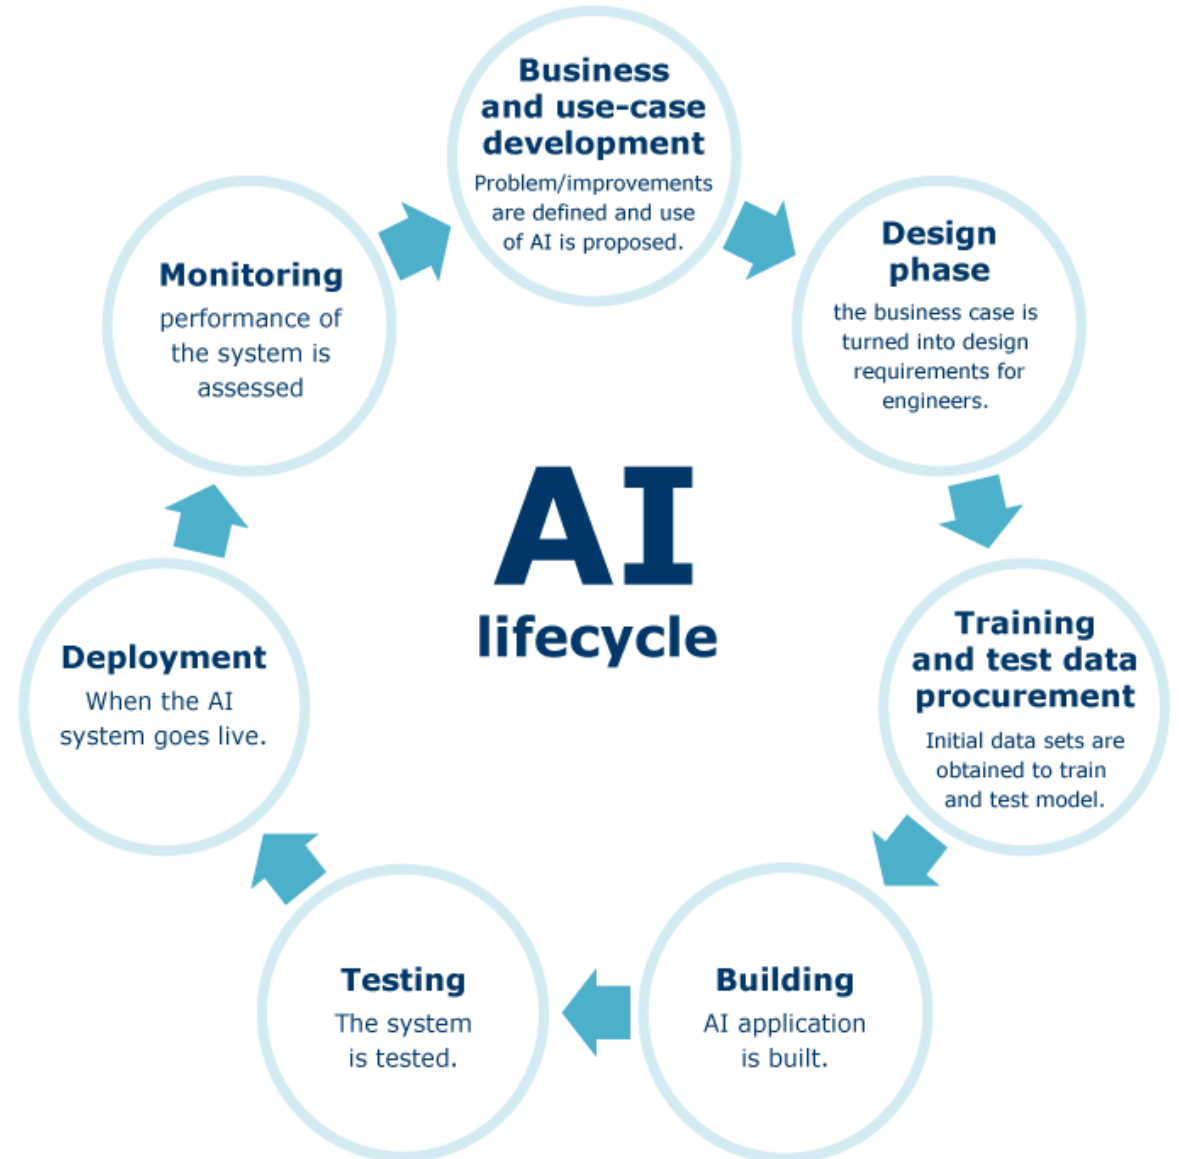 Business
and use-case
development
Problem/improvements
are defined and use
of AI is proposed.
Design
phase
the business case is
turned into design
requirements for
engineers.
Training
and test data
procurement
Initial data sets are
obtained to train
and test model.
Building
AI application
is built.
Testing
The system
is tested.
Deployment
When the AI
system goes live.
Monitoring
performance of
the system is
assessed
AI
lifecycle